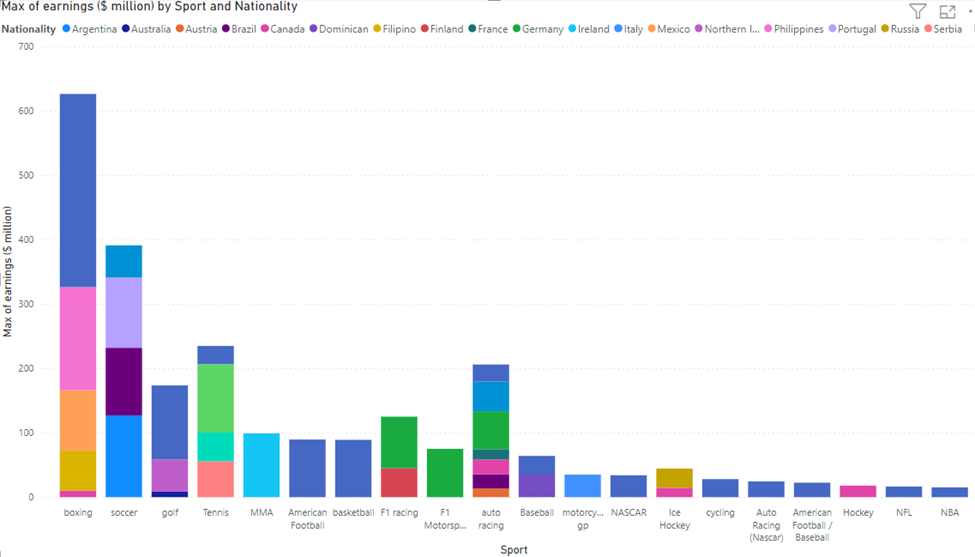 Max of earnings ($ million) by Sport and Nationality
Nationality Argentina Australia Austria Brazil Canada Dominican Filipino Finland France Germany Ireland Italy Mexico Northern I... Philippines Portugal Russia Serbia
Max of earnings ($ million)
700
600
500
400
300
200
100
0
boxing soccer golf Tennis MMA American Football basketball F1 racing F1 Motorsp... auto racing Baseball motorcy... gp NASCAR Ice Hockey cycling Auto Racing (Nascar) American Football / Baseball Hockey NFL NBA
Sport